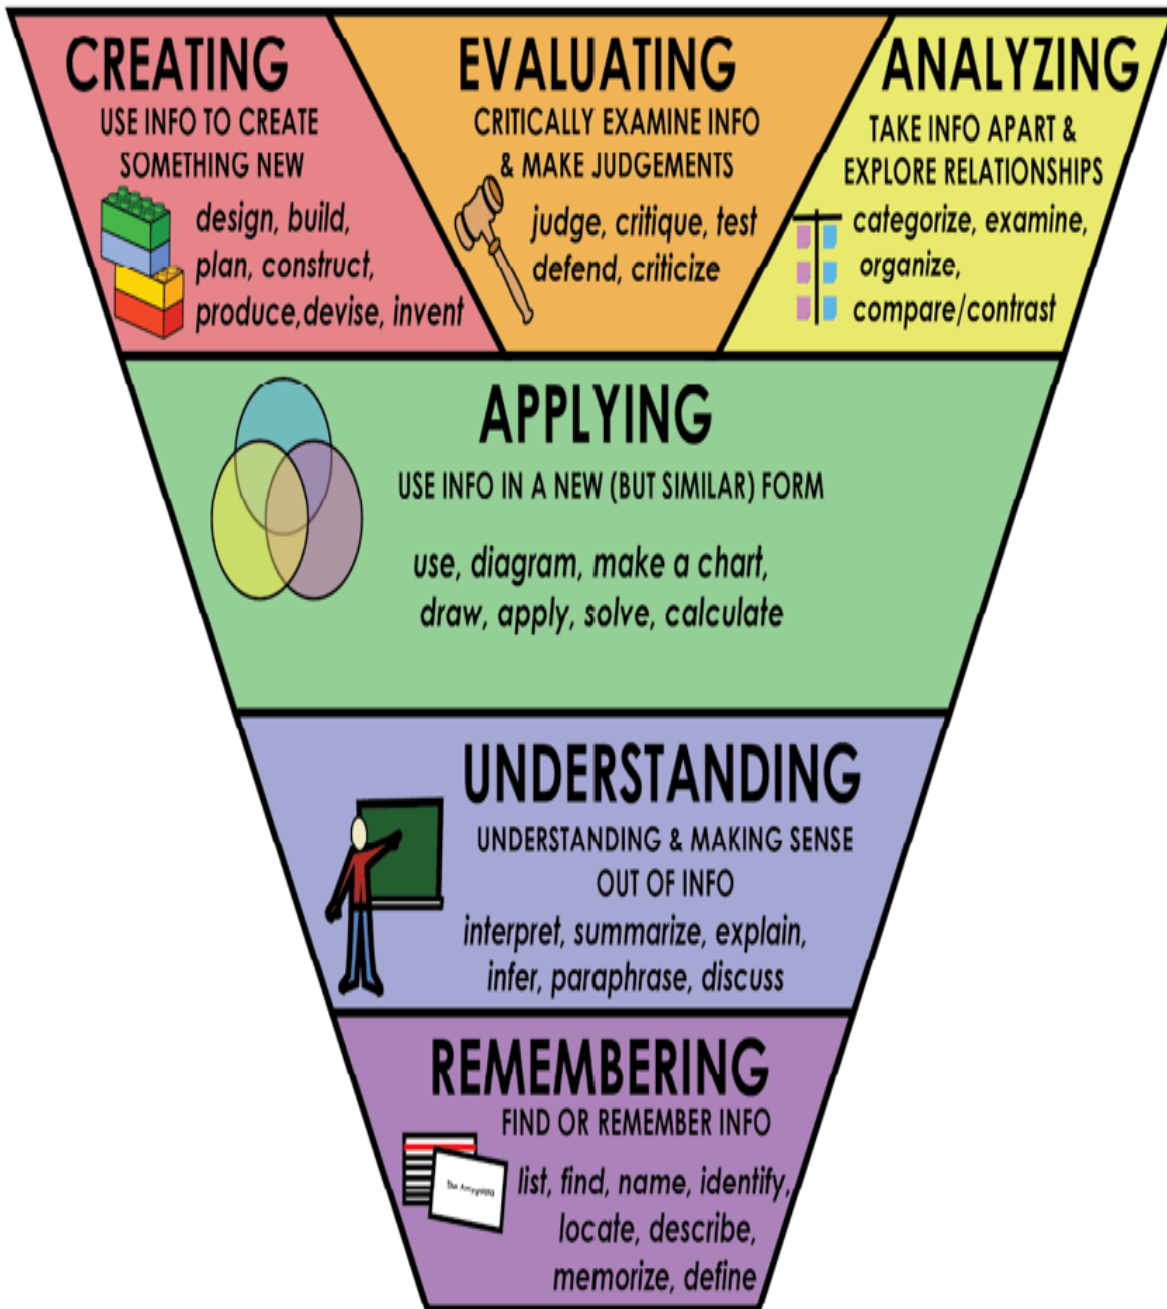 CREATING
USE INFO TO CREATE
SOMETHING NEW
design, build,
plan, construct,
produce,devise, invent
EVALUATING
CRITICALLY EXAMINE INFO
& MAKE JUDGEMENTS
judge, critique, test
defend, criticize
ANALYZING
TAKE INFO APART &
EXPLORE RELATIONSHIPS
categorize, examine,
organize,
compare/contrast
APPLYING
USE INFO IN A NEW (BUT SIMILAR) FORM
use, diagram, make a chart,
draw, apply, solve, calculate
UNDERSTANDING
UNDERSTANDING & MAKING SENSE
OUT OF INFO
interpret, summarize, explain,
infer, paraphrase, discuss
REMEMBERING
FIND OR REMEMBER INFO
The Amygdala
list, find, name, identify,
locate, describe,
memorize, define